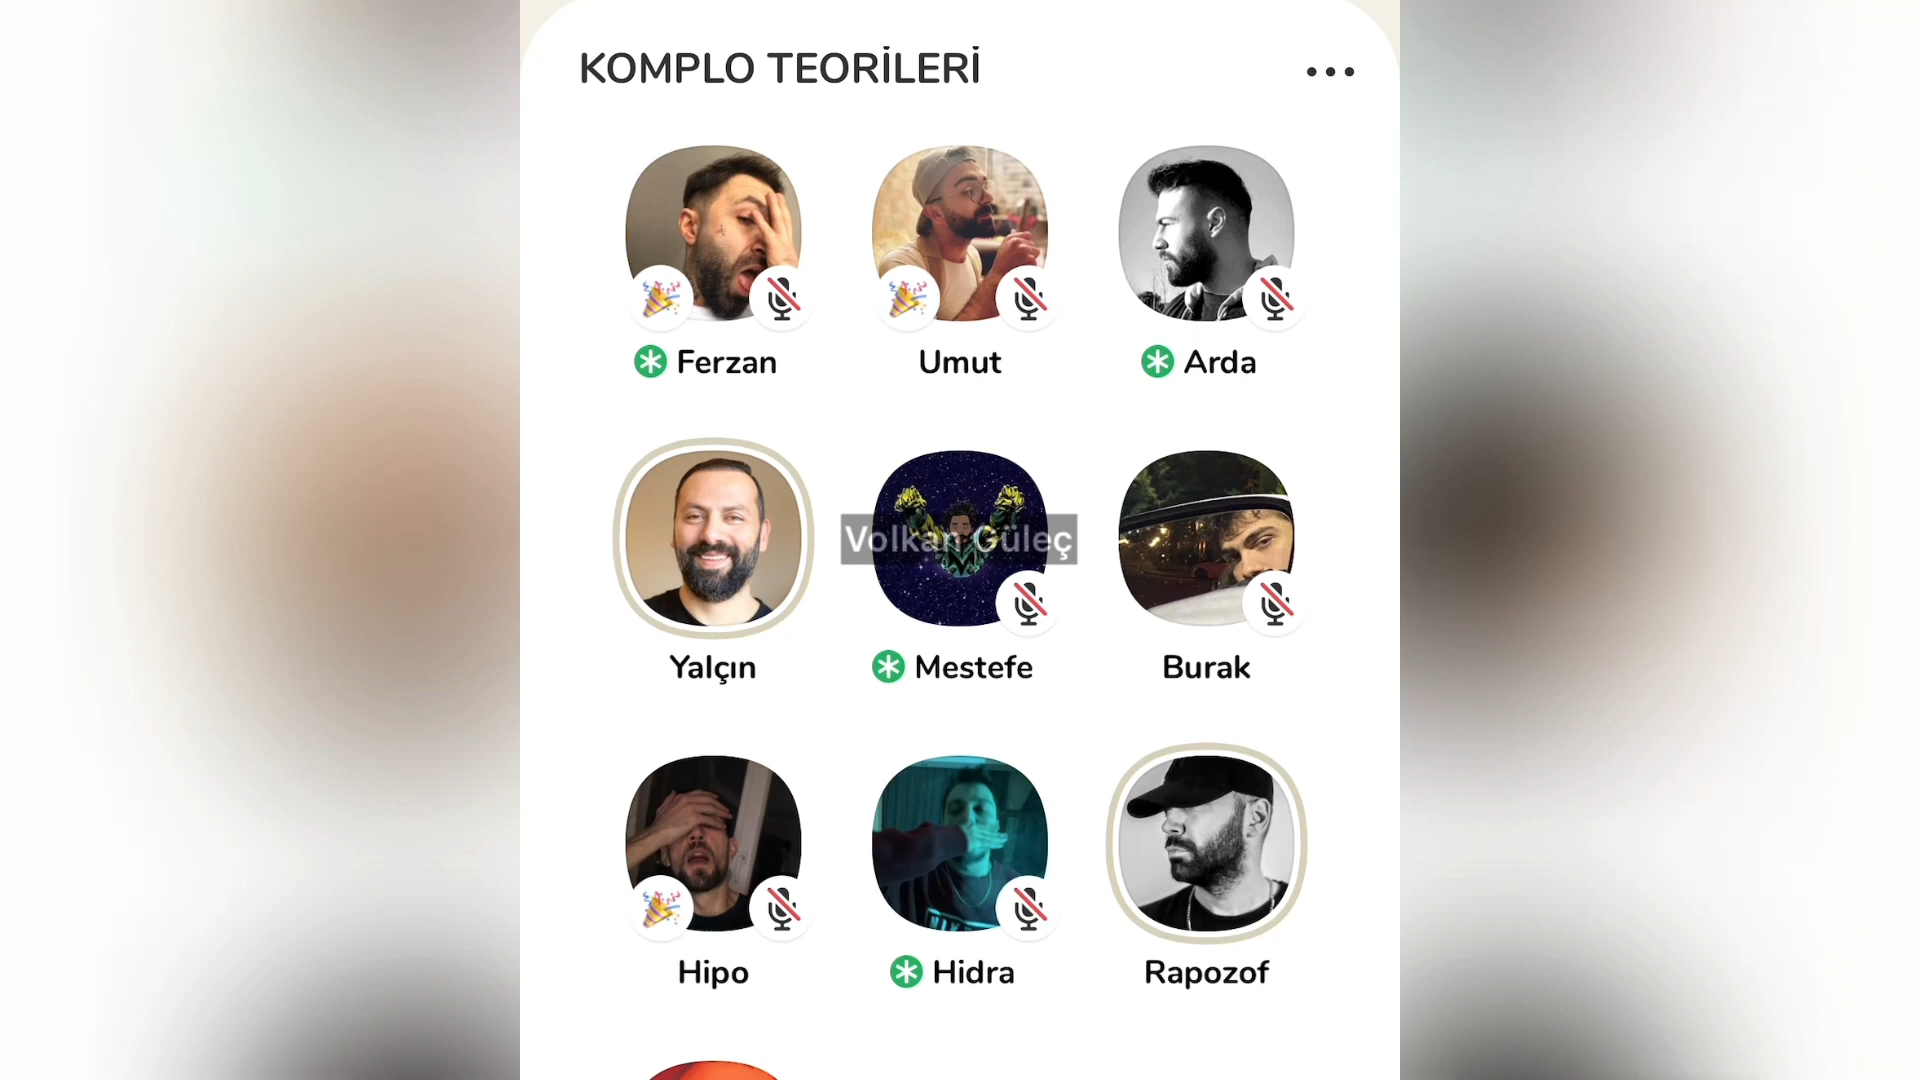 KOMPLO TEORİLERİ
Ferzan
Umut
Arda
Volkan Güleç
Yalçın
Mestefe
Burak
Hipo
Hidra
Rapozof